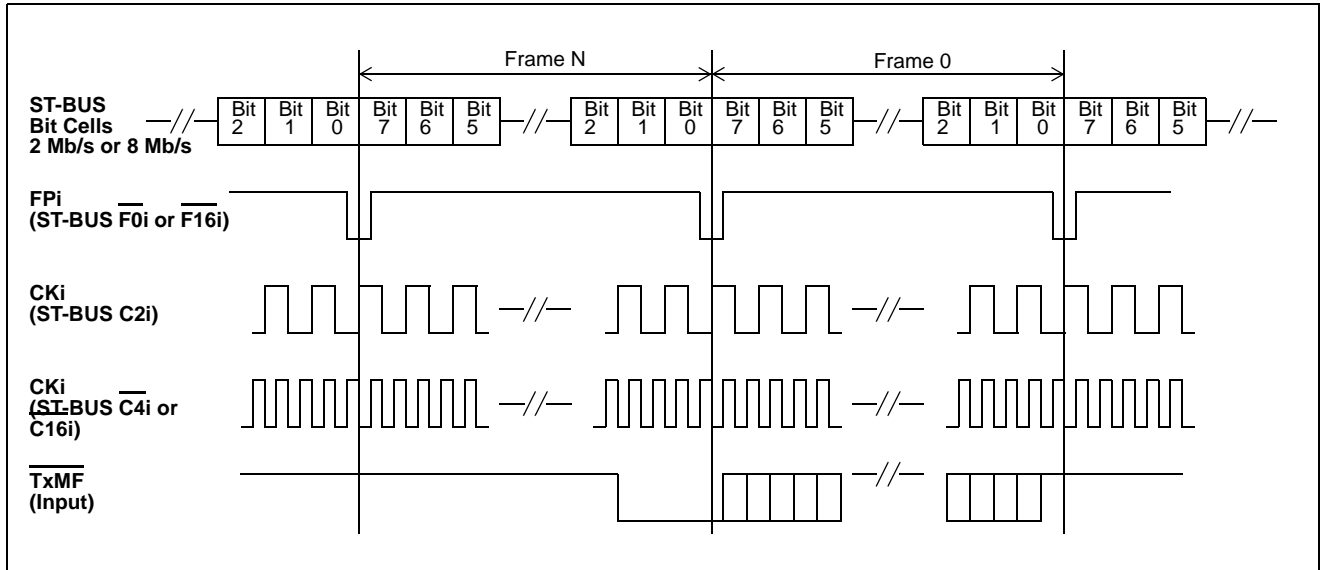 Frame N
Frame 0
ST-BUS
Bit Cells
2 Mb/s or 8 Mb/s
Bit 2 Bit 1 Bit 0 Bit 7 Bit 6 Bit 5 Bit 2 Bit 1 Bit 0 Bit 7 Bit 6 Bit 5 Bit 2 Bit 1 Bit 0 Bit 7 Bit 6 Bit 5
FPi
(ST-BUS F0i or F16i)
CKi
(ST-BUS C2i)
CKi
(ST-BUS C4i or
C16i)
TxMF
(Input)